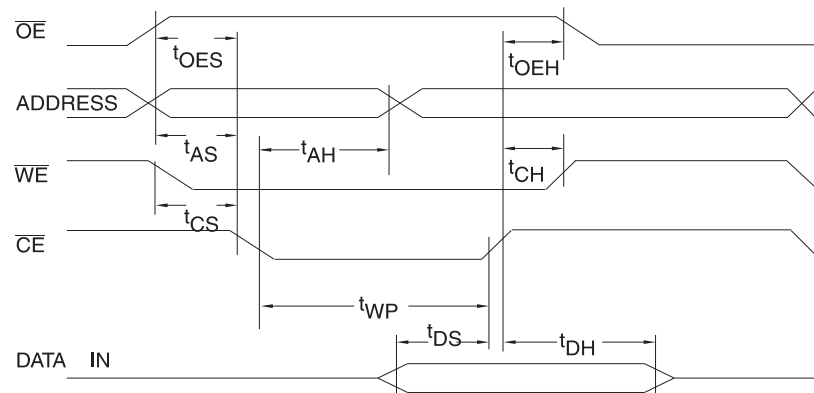 OE
tOES
tOEH
ADDRESS
tAS
tAH
WE
tCH
tCS
CE
tWP
tDS
tDH
DATA IN